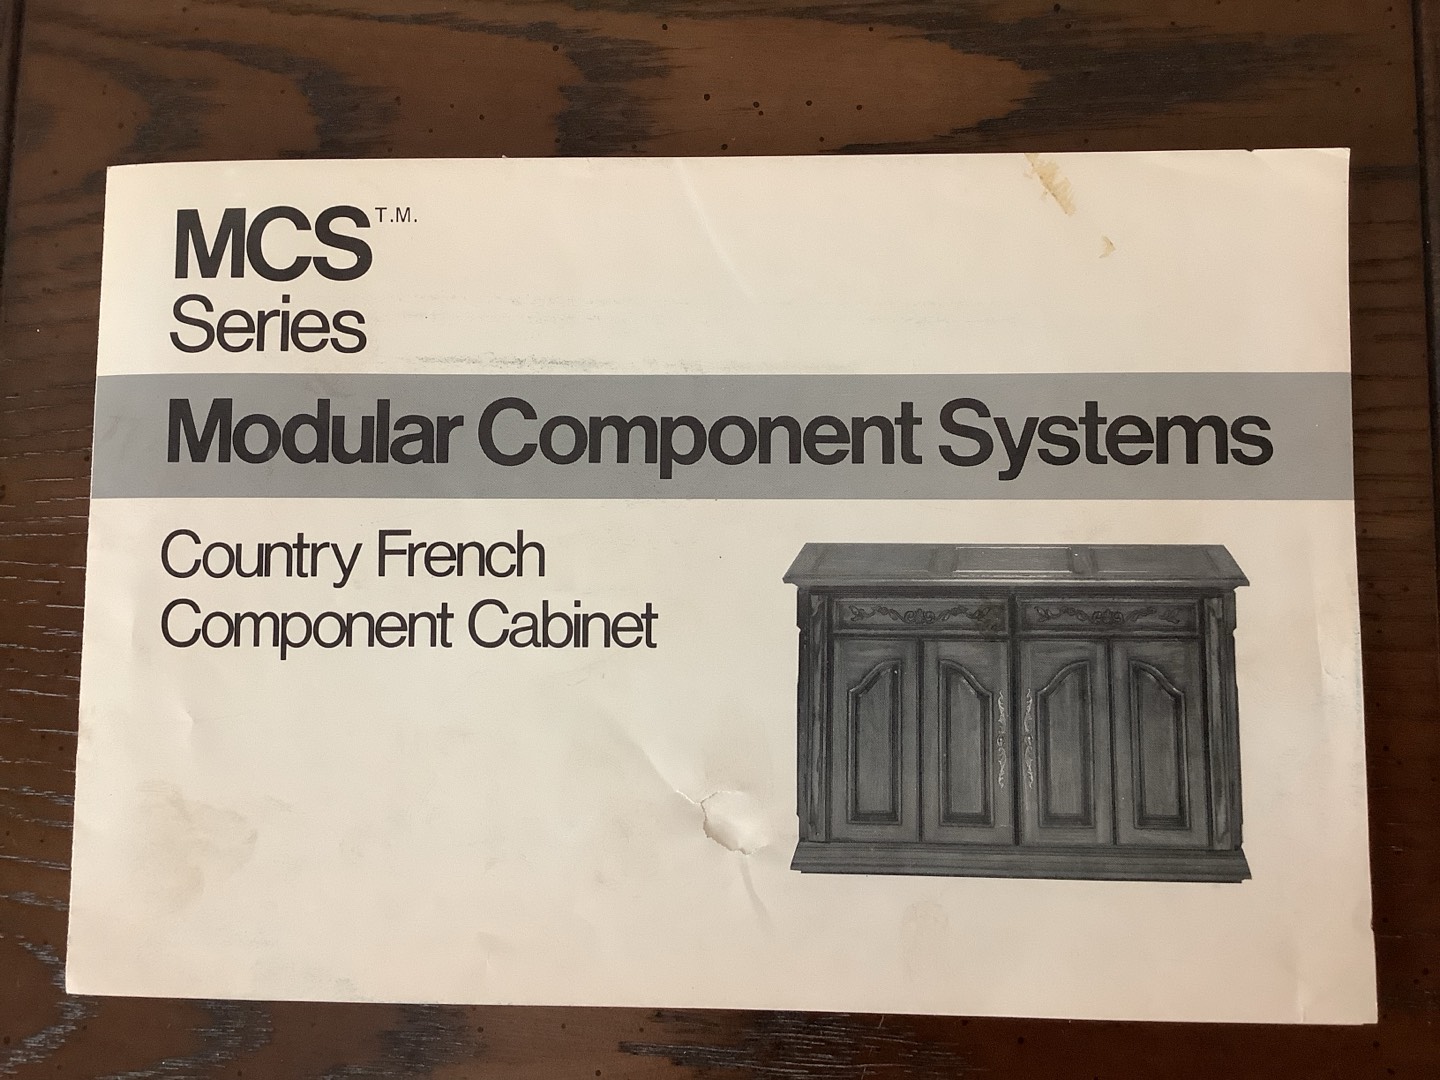 MCS T.M.
Series
Modular Component Systems
Country French
Component Cabinet